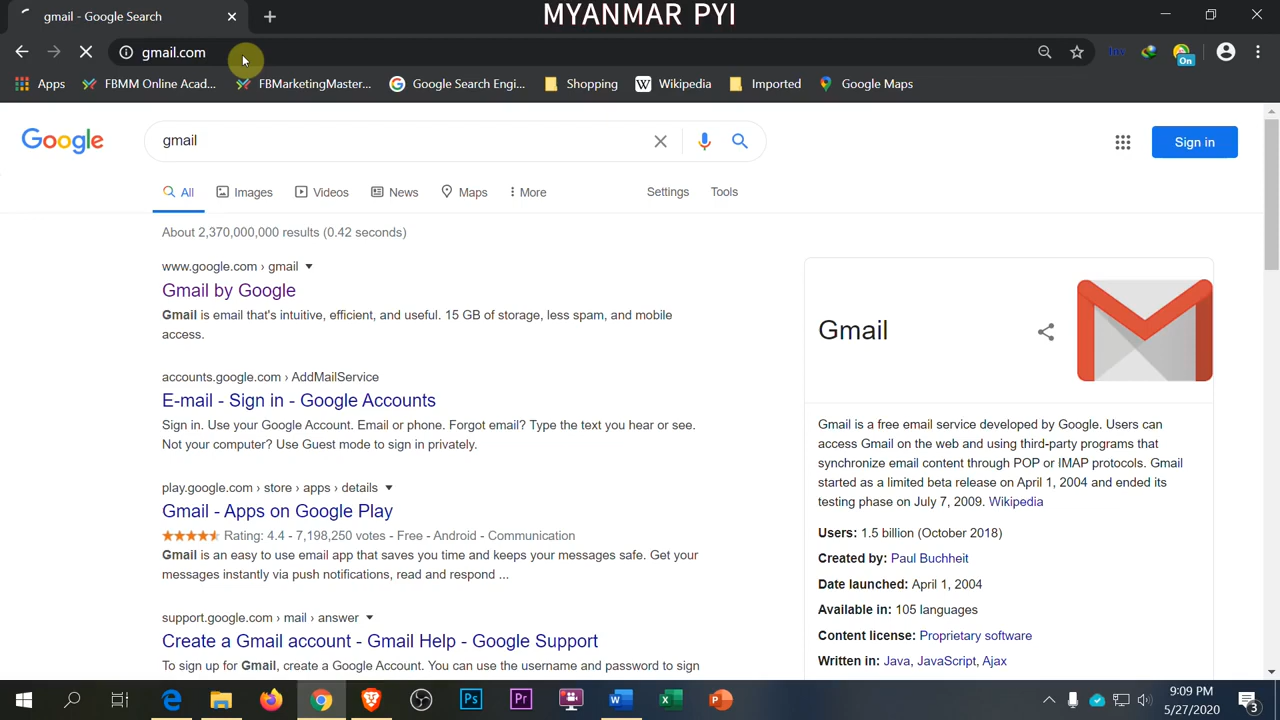 MYANMAR PYI
gmail - Google Search
gmail.com
On
Apps
FBMM Online Acad...
FBMarketingMaster...
Google Search Engi...
Shopping
Wikipedia
Imported
Google Maps
Google
gmail
Sign in
All
Images
Videos
News
Maps
More
Settings
Tools
About 2,370,000,000 results (0.42 seconds)
www.google.com › gmail
Gmail by Google
Gmail is email that's intuitive, efficient, and useful. 15 GB of storage, less spam, and mobile
access.
accounts.google.com › AddMailService
E-mail - Sign in - Google Accounts
Sign in. Use your Google Account. Email or phone. Forgot email? Type the text you hear or see.
Not your computer? Use Guest mode to sign in privately.
play.google.com › store › apps › details
Gmail - Apps on Google Play
Rating: 4.4 - 7,198,250 votes - Free - Android - Communication
Gmail is an easy to use email app that saves you time and keeps your messages safe. Get your
messages instantly via push notifications, read and respond ...
support.google.com › mail › answer
Create a Gmail account - Gmail Help - Google Support
To sign up for Gmail, create a Google Account. You can use the username and password to sign
Gmail
Gmail is a free email service developed by Google. Users can
access Gmail on the web and using third-party programs that
synchronize email content through POP or IMAP protocols. Gmail
started as a limited beta release on April 1, 2004 and ended its
testing phase on July 7, 2009. Wikipedia
Users: 1.5 billion (October 2018)
Created by: Paul Buchheit
Date launched: April 1, 2004
Available in: 105 languages
Content license: Proprietary software
Written in: Java, JavaScript, Ajax
Ps
Pr
9:09 PM
5/27/2020
3